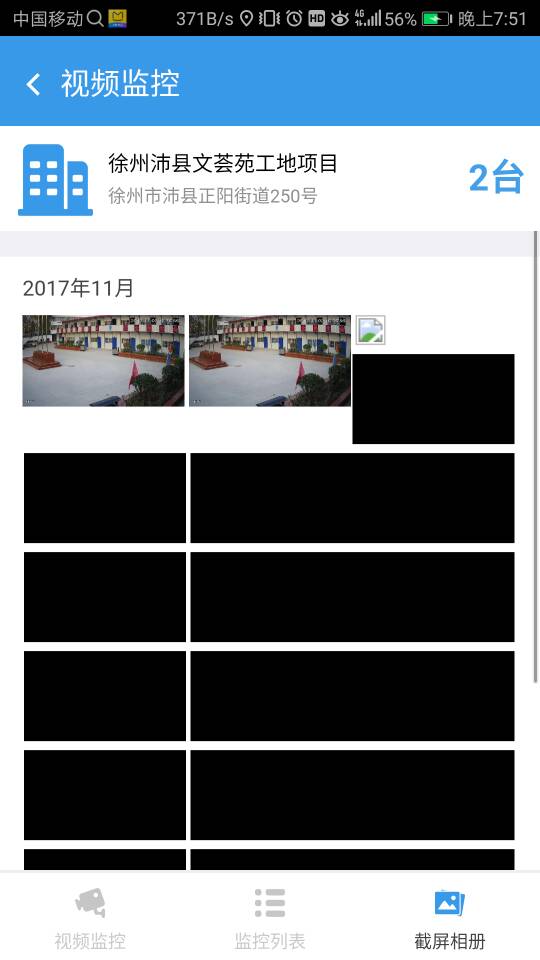 中国移动 371B/s HD 4G 56% 晚上7:51
视频监控
徐州沛县文荟苑工地项目
徐州市沛县正阳街道250号
2台
2017年11月
视频监控 监控列表 截屏相册